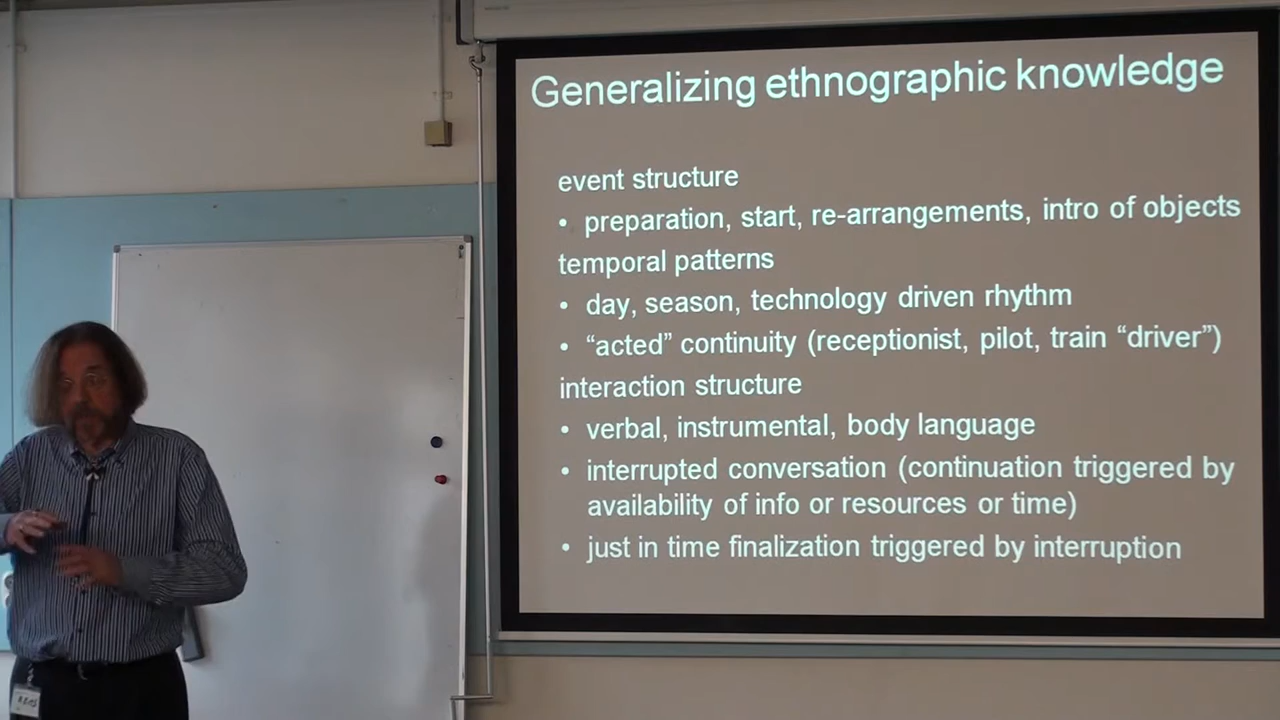 Generalizing ethnographic knowledge
event structure
• preparation, start, re-arrangements, intro of objects
temporal patterns
• day, season, technology driven rhythm
• “acted” continuity (receptionist, pilot, train “driver”)
interaction structure
• verbal, instrumental, body language
• interrupted conversation (continuation triggered by
availability of info or resources or time)
• just in time finalization triggered by interruption